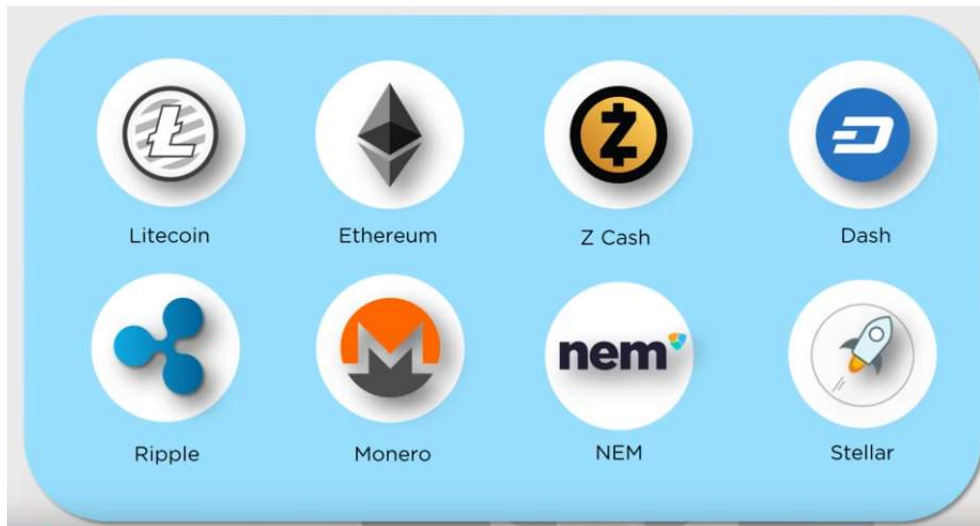 Litecoin
Ethereum
Z Cash
Dash
nem
Ripple
Monero
NEM
Stellar